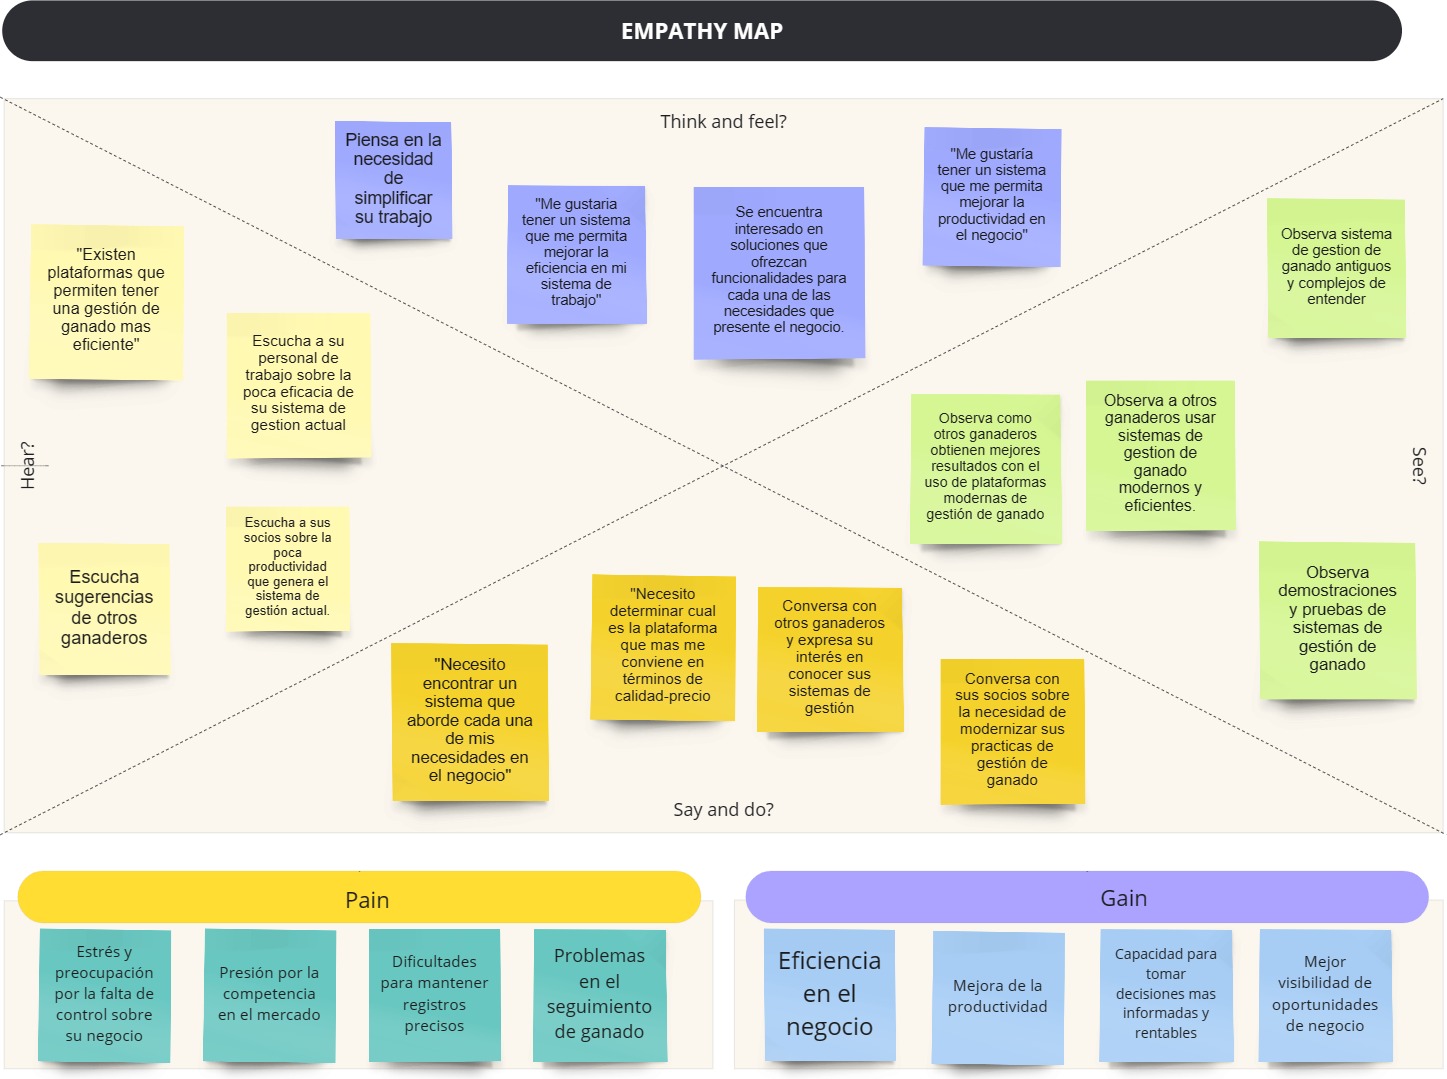 EMPATHY MAP
Think and feel?
Piensa en la
necesidad
de
simplificar
su trabajo
"Me gustaria
tener un sistema
que me permita
mejorar la
eficiencia en mi
sistema de
trabajo"
Se encuentra
interesado en
soluciones que
ofrezcan
funcionalidades para
cada una de las
necesidades que
presente el negocio.
"Me gustaría
tener un sistema
que me permita
mejorar la
productividad en
el negocio"
Hear?
"Existen
plataformas que
permiten tener
una gestión de
ganado mas
eficiente"
Escucha a su
personal de
trabajo sobre la
poca eficacia de
su sistema de
gestion actual
Escucha a sus
socios sobre la
poca
productividad
que genera el
sistema de
gestión actual.
Escucha
sugerencias
de otros
ganaderos
See?
Observa sistema
de gestion de
ganado antiguos
y complejos de
entender
Observa como
otros ganaderos
obtienen mejores
resultados con el
uso de plataformas
modernas de
gestión de ganado
Observa a otros
ganaderos usar
sistemas de
gestion de
ganado
modernos y
eficientes.
Observa
demostraciones
y pruebas de
sistemas de
gestión de
ganado
"Necesito
encontrar un
sistema que
aborde cada una
de mis
necesidades en
el negocio"
"Necesito
determinar cual
es la plataforma
que mas me
conviene en
términos de
calidad-precio
Conversa con
otros ganaderos
y expresa su
interés en
conocer sus
sistemas de
gestión
Conversa con
sus socios sobre
la necesidad de
modernizar sus
practicas de
gestión de
ganado
Say and do?
Pain
Estrés y
preocupación
por la falta de
control sobre
su negocio
Presión por la
competencia
en el mercado
Dificultades
para mantener
registros
precisos
Problemas
en el
seguimiento
de ganado
Gain
Eficiencia
en el
negocio
Mejora de la
productividad
Capacidad para
tomar
decisiones mas
informadas y
rentables
Mejor
visibilidad de
oportunidades
de negocio